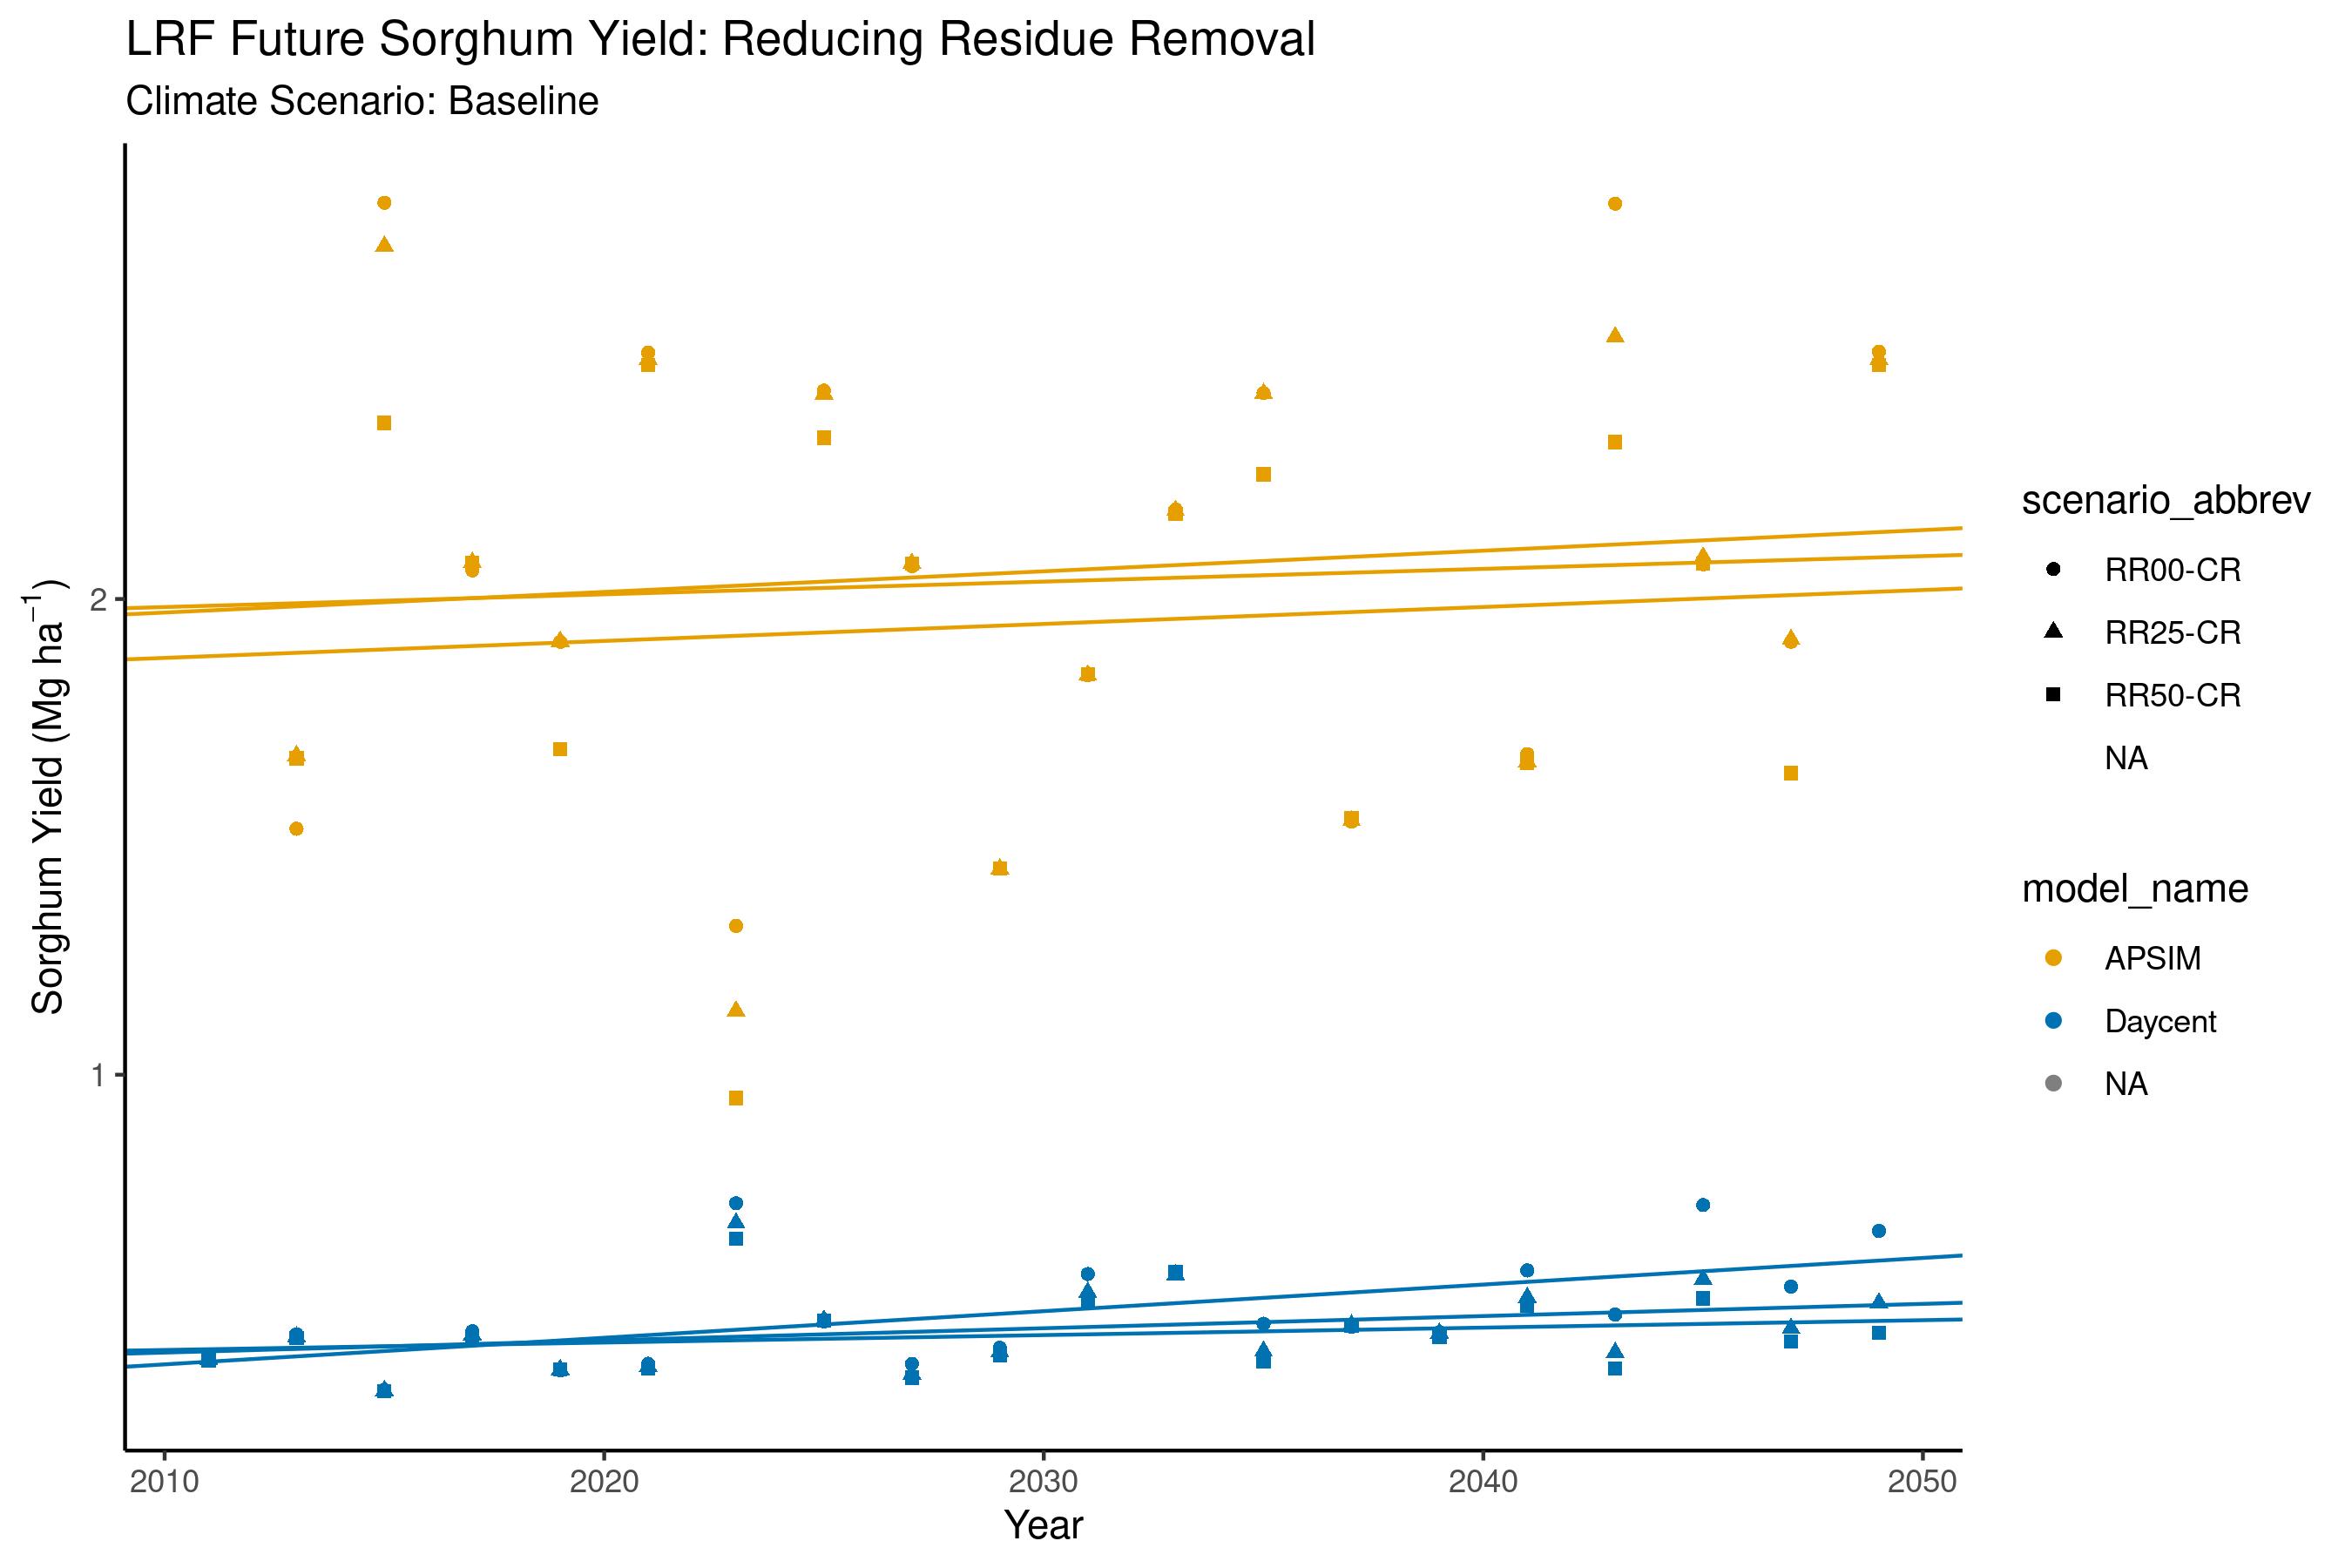 LRF Future Sorghum Yield: Reducing Residue Removal
Climate Scenario: Baseline
Sorghum Yield (Mg ha⁻¹)
2
1
2010
2020
2030
2040
2050
Year
scenario_abbrev
RR00-CR
RR25-CR
RR50-CR
NA
model_name
APSIM
Daycent
NA